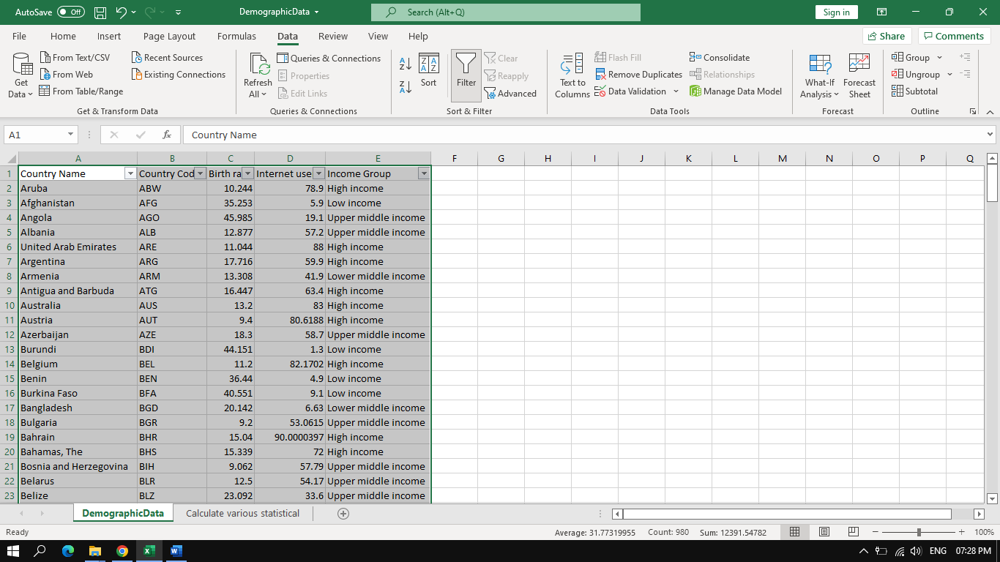 AutoSave Off DemographicData Search (Alt+Q) Sign in
File Home Insert Page Layout Formulas Data Review View Help Share Comments
Get Data
From Text/CSV
From Web
From Table/Range
Recent Sources
Existing Connections
Get & Transform Data
Refresh All
Queries & Connections
Properties
Edit Links
Queries & Connections
Sort
Filter
Clear
Reapply
Advanced
Sort & Filter
Text to Columns
Flash Fill
Remove Duplicates
Data Validation
Consolidate
Relationships
Manage Data Model
Data Tools
What-If Analysis
Forecast Sheet
Forecast
Group
Ungroup
Subtotal
Outline
A1 fx Country Name
A B C D E F G H I J K L M N O P Q
1 Country Name Country Cod Birth ra Internet use Income Group
2 Aruba ABW 10.244 78.9 High income
3 Afghanistan AFG 35.253 5.9 Low income
4 Angola AGO 45.985 19.1 Upper middle income
5 Albania ALB 12.877 57.2 Upper middle income
6 United Arab Emirates ARE 11.044 88 High income
7 Argentina ARG 17.716 59.9 High income
8 Armenia ARM 13.308 41.9 Lower middle income
9 Antigua and Barbuda ATG 16.447 63.4 High income
10 Australia AUS 13.2 83 High income
11 Austria AUT 9.4 80.6188 High income
12 Azerbaijan AZE 18.3 58.7 Upper middle income
13 Burundi BDI 44.151 1.3 Low income
14 Belgium BEL 11.2 82.1702 High income
15 Benin BEN 36.44 4.9 Low income
16 Burkina Faso BFA 40.551 9.1 Low income
17 Bangladesh BGD 20.142 6.63 Lower middle income
18 Bulgaria BGR 9.2 53.0615 Upper middle income
19 Bahrain BHR 15.04 90.0000397 High income
20 Bahamas, The BHS 15.339 72 High income
21 Bosnia and Herzegovina BIH 9.062 57.79 Upper middle income
22 Belarus BLR 12.5 54.17 Upper middle income
23 Belize BLZ 23.092 33.6 Upper middle income
DemographicData Calculate various statistical
Ready Average: 31.77319955 Count: 980 Sum: 12391.54782 100%
ENG 07:28 PM